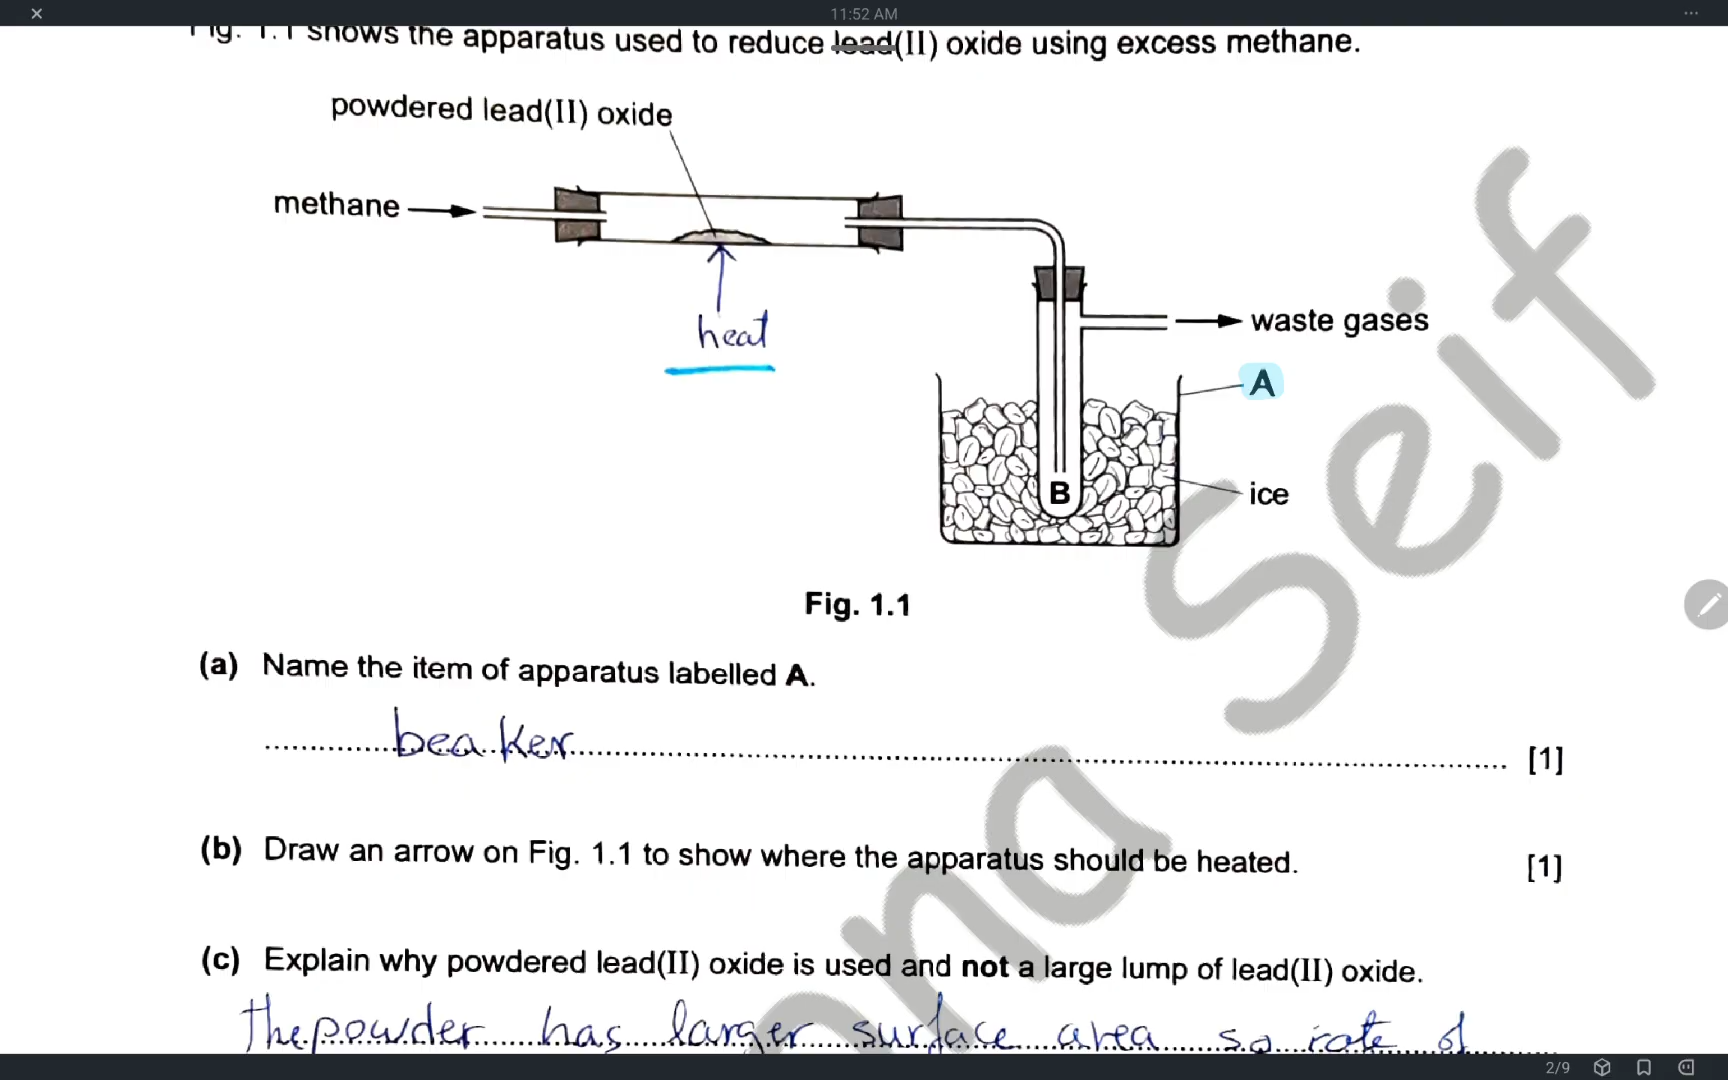 11:52 AM
Fig. 1.1 shows the apparatus used to reduce lead(II) oxide using excess methane.
powdered lead(II) oxide
methane
heat
waste gases
A
B
ice
Fig. 1.1
(a) Name the item of apparatus labelled A.
beaker [1]
(b) Draw an arrow on Fig. 1.1 to show where the apparatus should be heated. [1]
(c) Explain why powdered lead(II) oxide is used and not a large lump of lead(II) oxide.
The powder has larger surface area so rate of
Seif
2/9